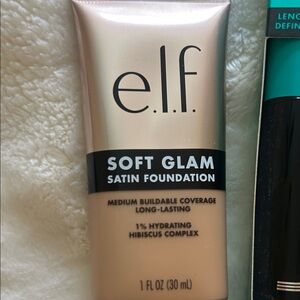 e.l.f.
SOFT GLAM
SATIN FOUNDATION
MEDIUM BUILDABLE COVERAGE
LONG-LASTING
1% HYDRATING
HIBISCUS COMPLEX
1 FL OZ (30 mL)